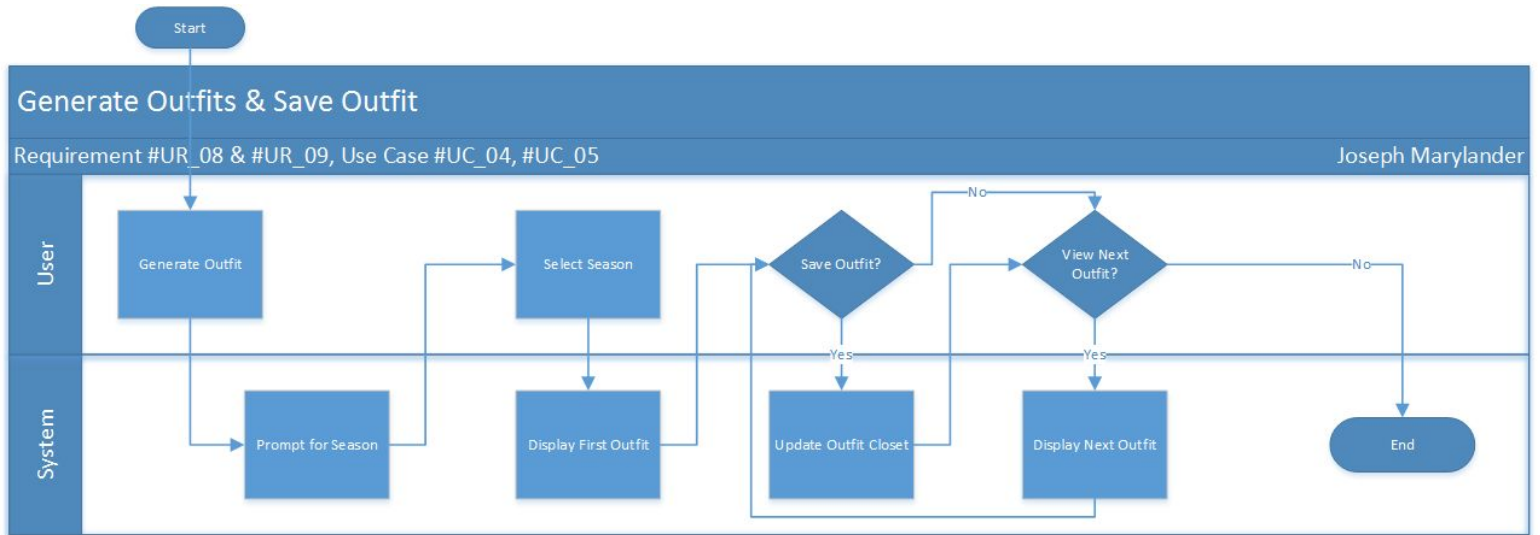 Start
Generate Outfits & Save Outfit
Requirement #UR_08 & #UR_09, Use Case #UC_04, #UC_05
Joseph Marylander
User
Generate Outfit
Select Season
Save Outfit?
No
View Next
Outfit?
No
Yes
Yes
System
Prompt for Season
Display First Outfit
Update Outfit Closet
Display Next Outfit
End